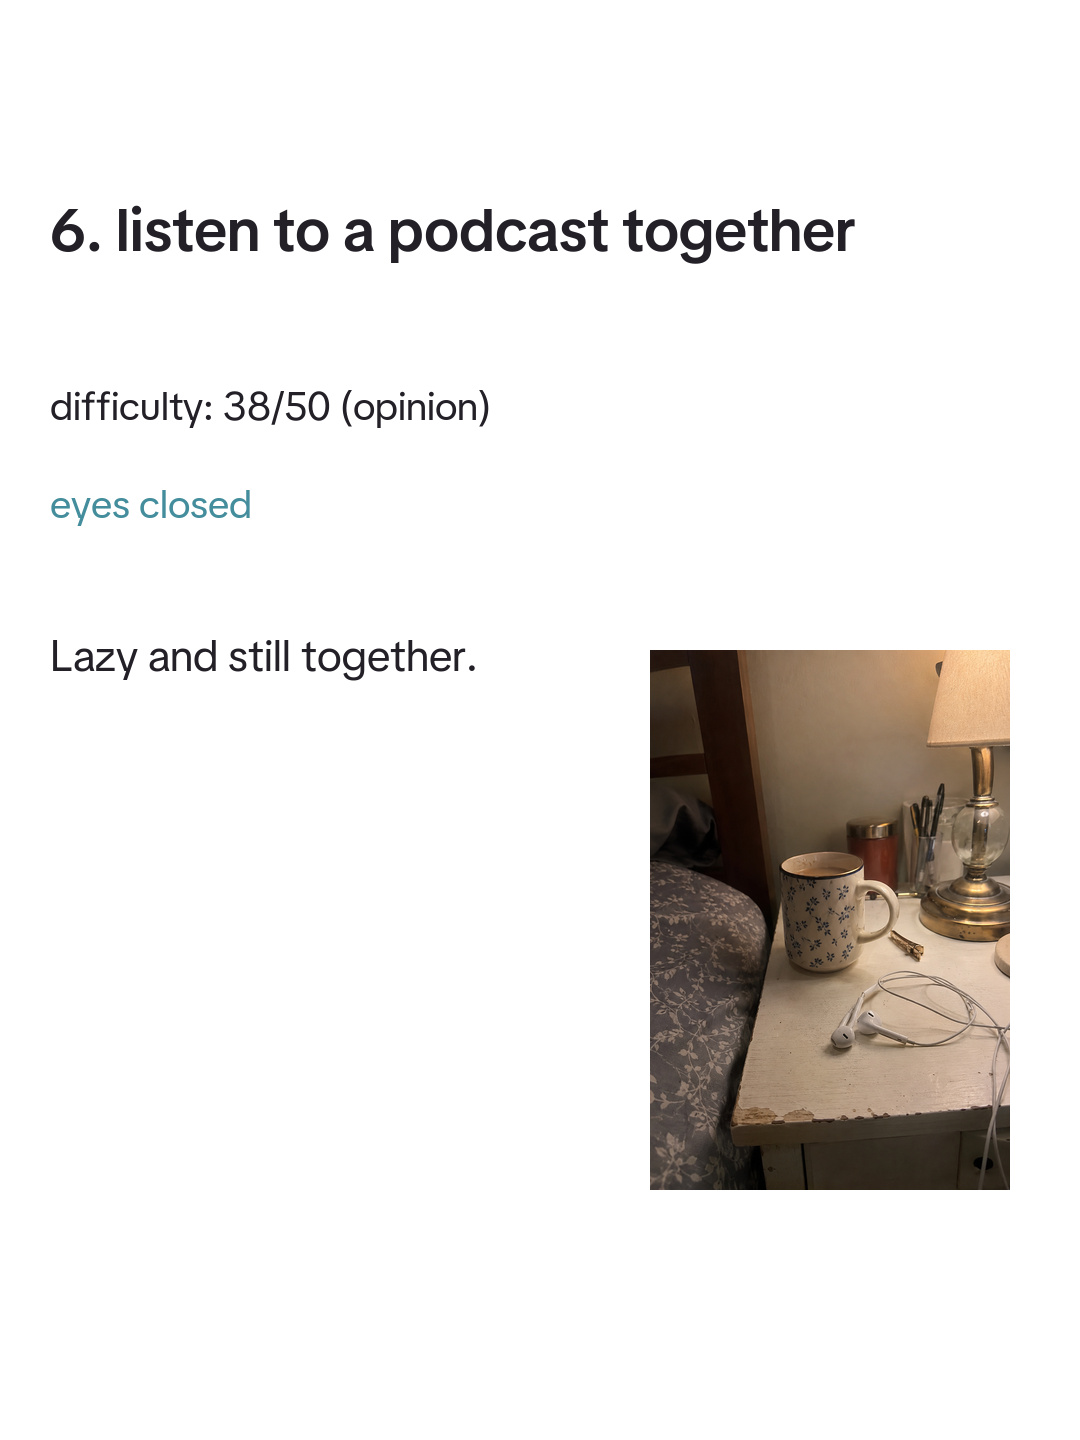 6. listen to a podcast together
difficulty: 38/50 (opinion)
eyes closed
Lazy and still together.